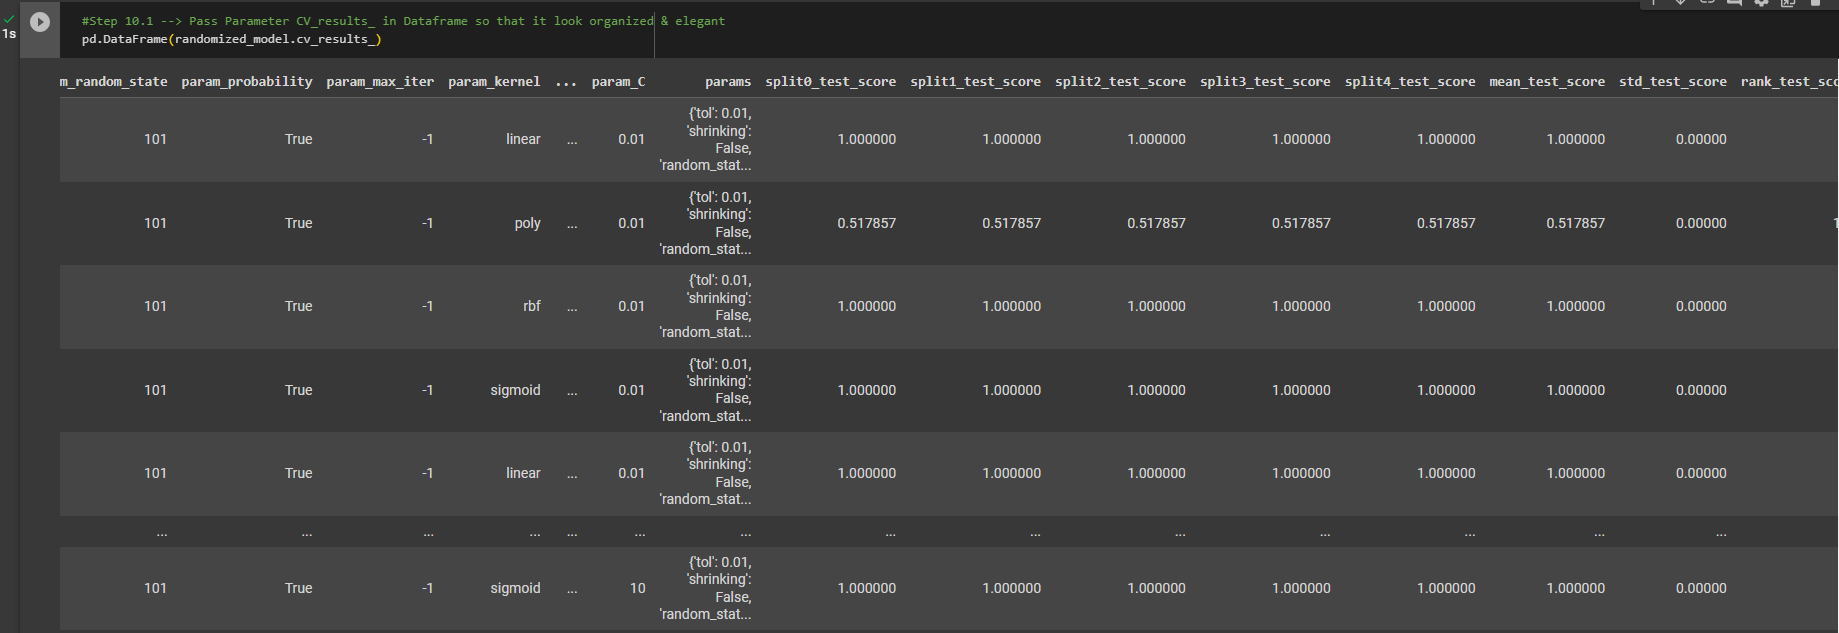 #Step 10.1 --> Pass Parameter CV_results_ in Dataframe so that it look organized & elegant
1s
pd.DataFrame(randomized_model.cv_results_)
m_random_state param_probability param_max_iter param_kernel ... param_C params split0_test_score split1_test_score split2_test_score split3_test_score split4_test_score mean_test_score std_test_score rank_test_sco
101 True -1 linear ... 0.01 {'tol': 0.01, 'shrinking': False, 'random_stat... 1.000000 1.000000 1.000000 1.000000 1.000000 1.000000 0.00000
101 True -1 poly ... 0.01 {'tol': 0.01, 'shrinking': False, 'random_stat... 0.517857 0.517857 0.517857 0.517857 0.517857 0.517857 0.00000 1
101 True -1 rbf ... 0.01 {'tol': 0.01, 'shrinking': False, 'random_stat... 1.000000 1.000000 1.000000 1.000000 1.000000 1.000000 0.00000
101 True -1 sigmoid ... 0.01 {'tol': 0.01, 'shrinking': False, 'random_stat... 1.000000 1.000000 1.000000 1.000000 1.000000 1.000000 0.00000
101 True -1 linear ... 0.01 {'tol': 0.01, 'shrinking': False, 'random_stat... 1.000000 1.000000 1.000000 1.000000 1.000000 1.000000 0.00000
... ... ... ... ... ... ... ... ... ... ... ... ... ...
101 True -1 sigmoid ... 10 {'tol': 0.01, 'shrinking': False, 'random_stat... 1.000000 1.000000 1.000000 1.000000 1.000000 1.000000 0.00000